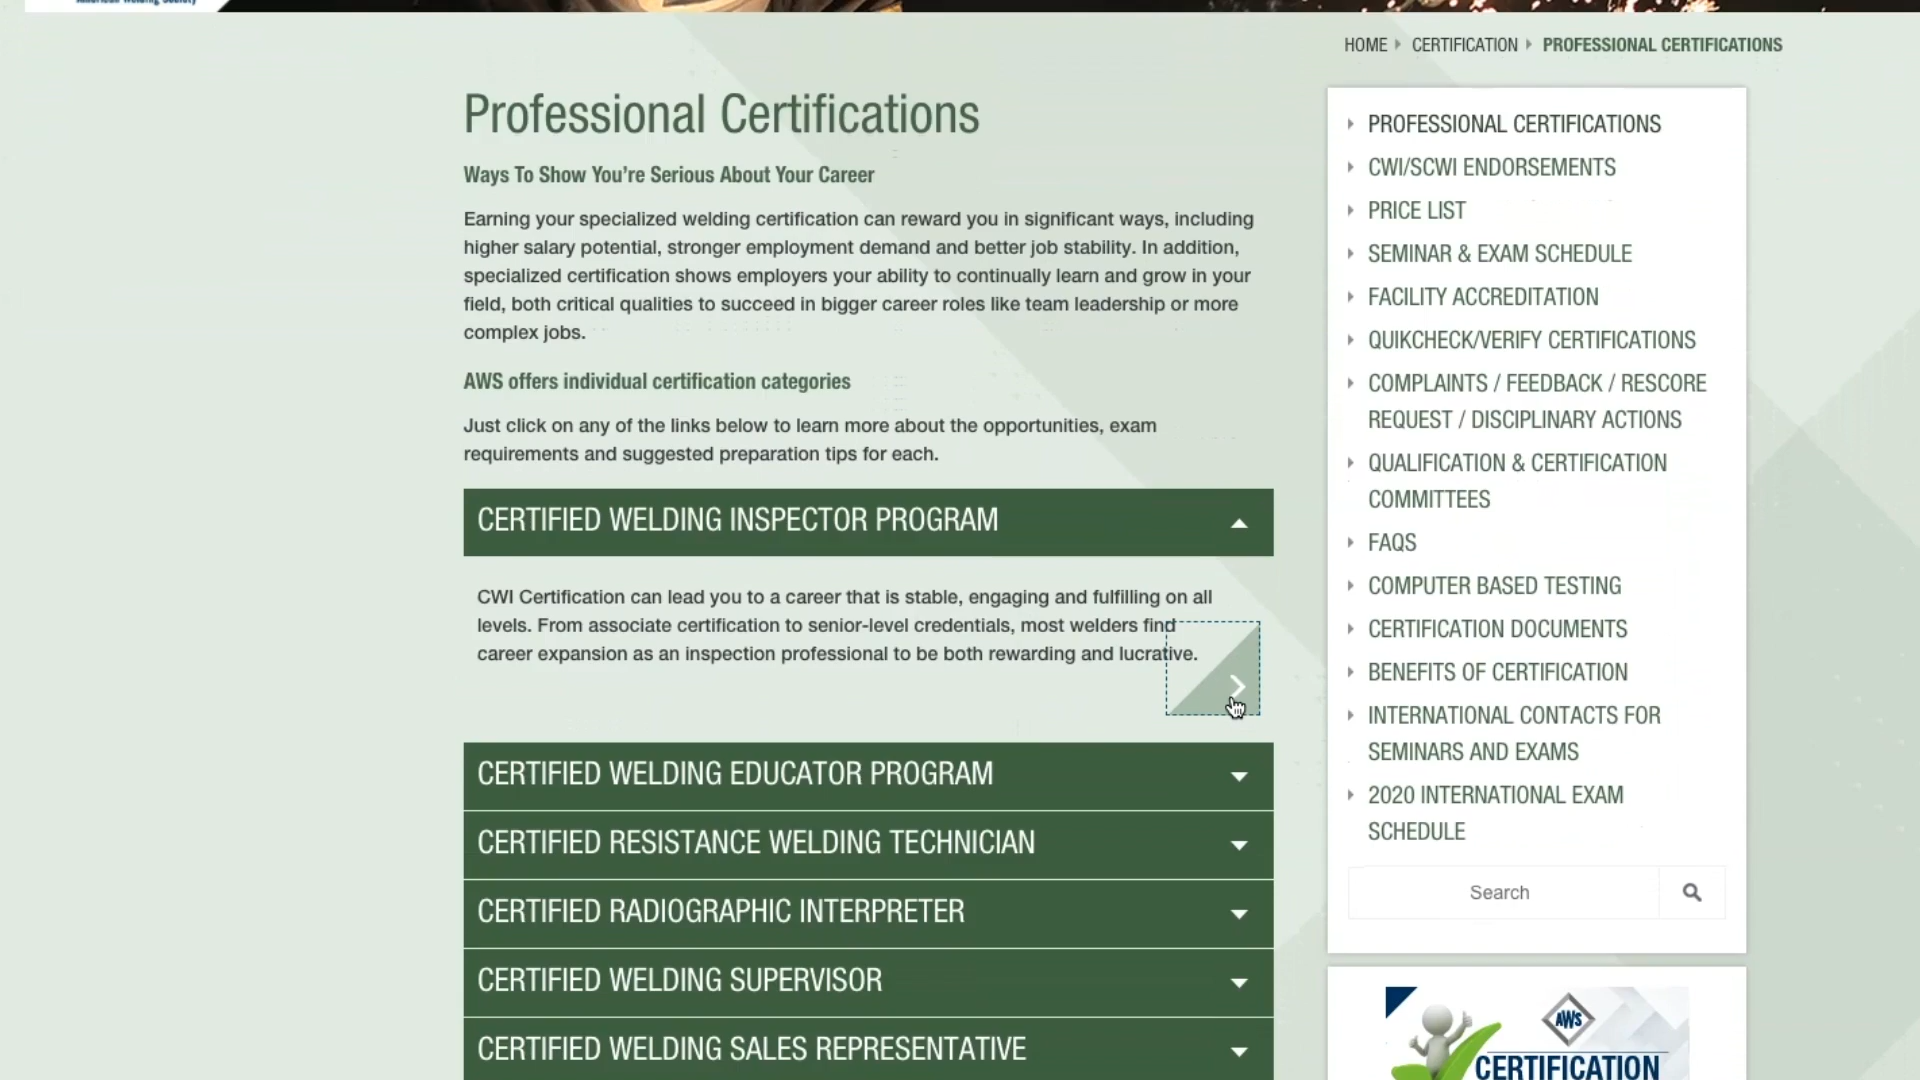 American Welding Society
HOME
CERTIFICATION
PROFESSIONAL CERTIFICATIONS
Professional Certifications
Ways To Show You're Serious About Your Career
Earning your specialized welding certification can reward you in significant ways, including
higher salary potential, stronger employment demand and better job stability. In addition,
specialized certification shows employers your ability to continually learn and grow in your
field, both critical qualities to succeed in bigger career roles like team leadership or more
complex jobs.
AWS offers individual certification categories
Just click on any of the links below to learn more about the opportunities, exam
requirements and suggested preparation tips for each.
CERTIFIED WELDING INSPECTOR PROGRAM
CWI Certification can lead you to a career that is stable, engaging and fulfilling on all
levels. From associate certification to senior-level credentials, most welders find
career expansion as an inspection professional to be both rewarding and lucrative.
CERTIFIED WELDING EDUCATOR PROGRAM
CERTIFIED RESISTANCE WELDING TECHNICIAN
CERTIFIED RADIOGRAPHIC INTERPRETER
CERTIFIED WELDING SUPERVISOR
CERTIFIED WELDING SALES REPRESENTATIVE
PROFESSIONAL CERTIFICATIONS
CWI/SCWI ENDORSEMENTS
PRICE LIST
SEMINAR & EXAM SCHEDULE
FACILITY ACCREDITATION
QUIKCHECK/VERIFY CERTIFICATIONS
COMPLAINTS / FEEDBACK / RESCORE
REQUEST / DISCIPLINARY ACTIONS
QUALIFICATION & CERTIFICATION
COMMITTEES
FAQS
COMPUTER BASED TESTING
CERTIFICATION DOCUMENTS
BENEFITS OF CERTIFICATION
INTERNATIONAL CONTACTS FOR
SEMINARS AND EXAMS
2020 INTERNATIONAL EXAM
SCHEDULE
Search
AWS
CERTIFICATION